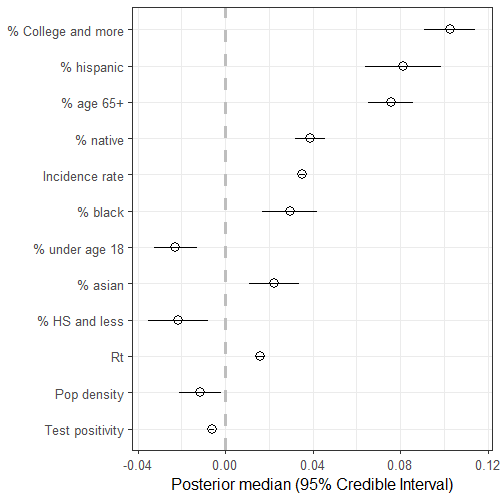 % College and more
% hispanic
% age 65+
% native
Incidence rate
% black
% under age 18
% asian
% HS and less
Rt
Pop density
Test positivity
-0.04 0.00 0.04 0.08 0.12
Posterior median (95% Credible Interval)